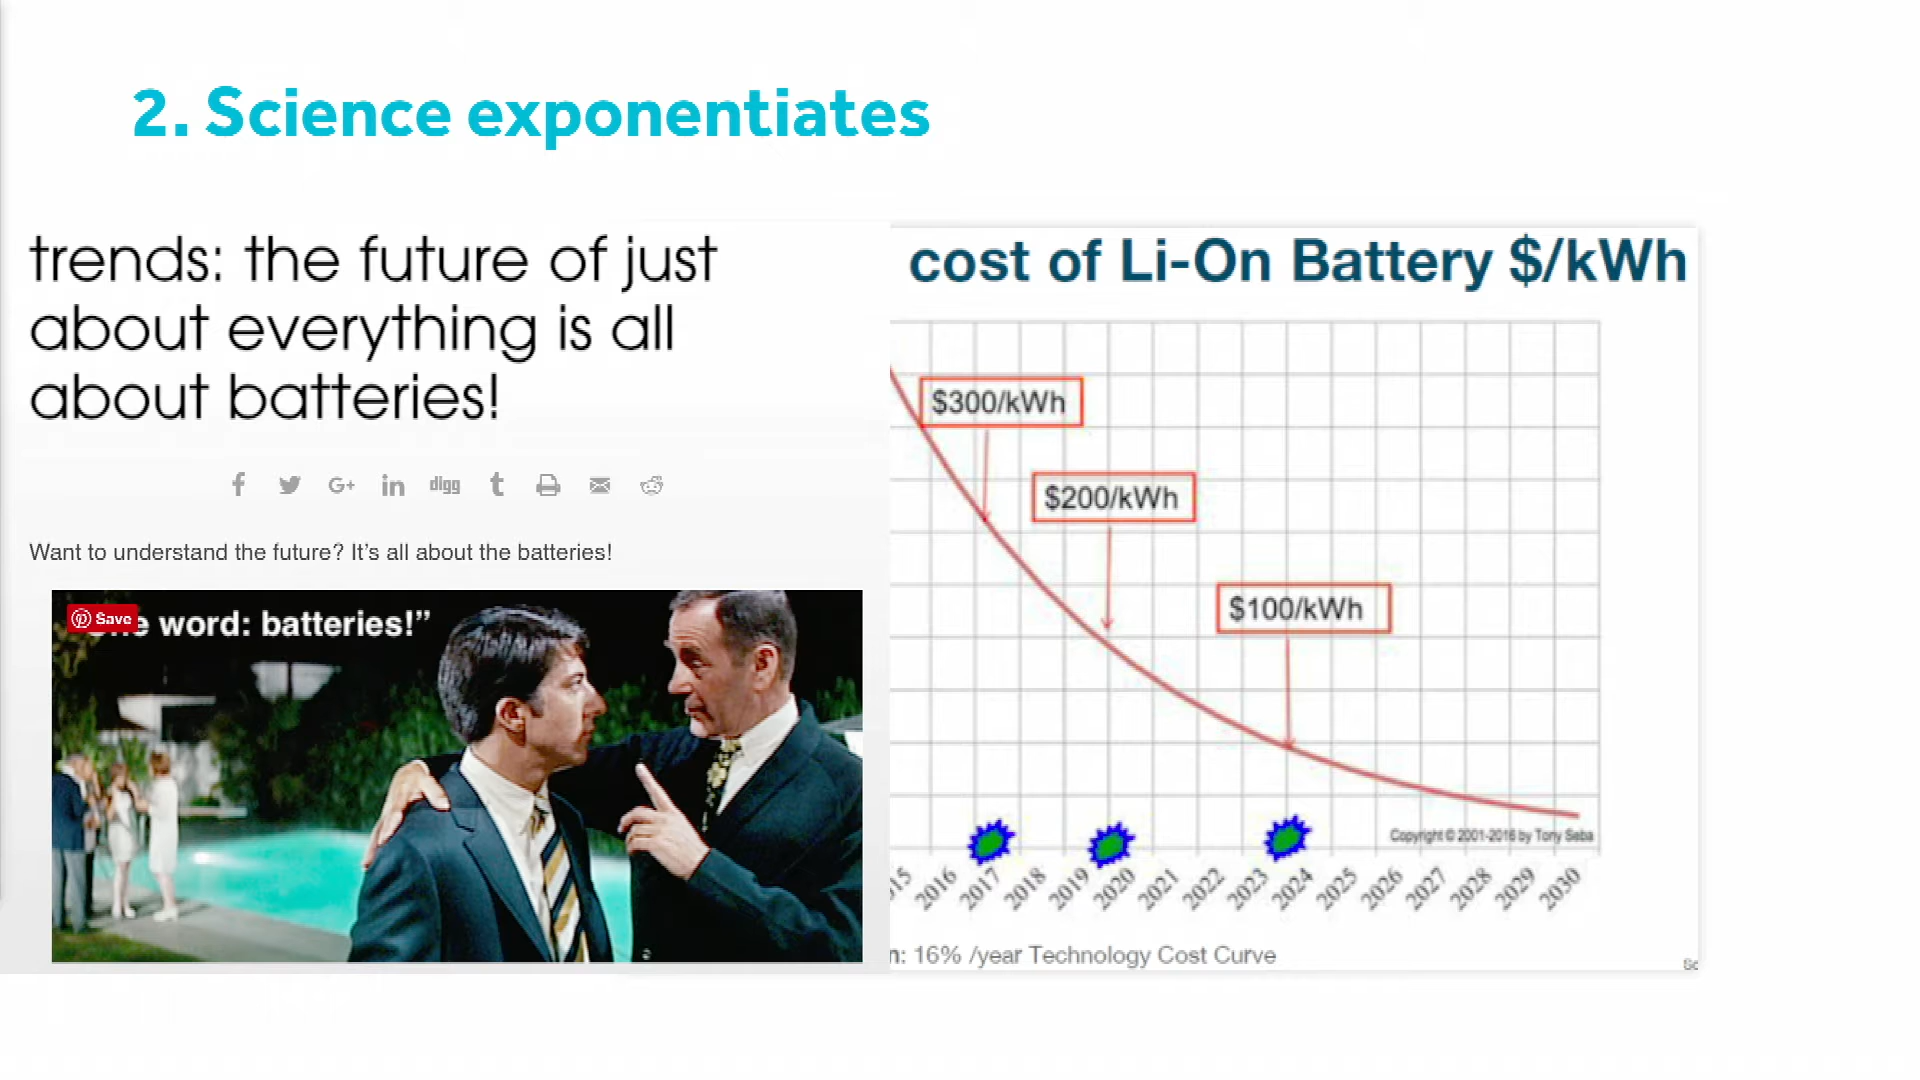 2. Science exponentiates
trends: the future of just
about everything is all
about batteries!
f G+ in digg t
Want to understand the future? It’s all about the batteries!
Save
word: batteries!”
cost of Li-On Battery $/kWh
$300/kWh
$200/kWh
$100/kWh
Copyright © 2001-2016 by Tony Seba
15 2016 2017 2018 2019 2020 2021 2022 2023 2024 2025 2026 2027 2028 2029 2030
n: 16% /year Technology Cost Curve